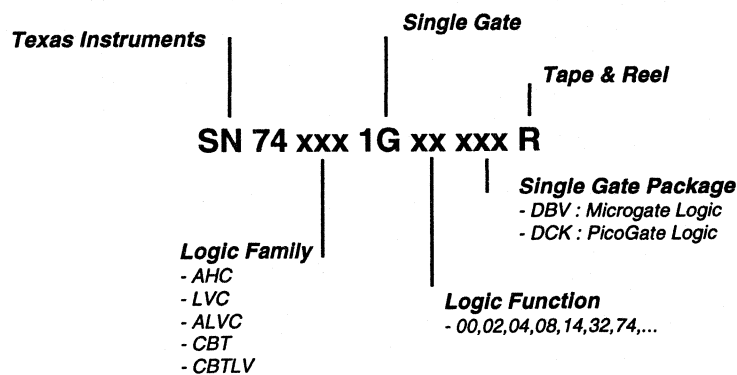 Single Gate
Texas Instruments
Tape & Reel
SN 74 xxx 1G xx xxx R
Single Gate Package
- DBV : Microgate Logic
- DCK : PicoGate Logic
Logic Family
- AHC
- LVC
- ALVC
- CBT
- CBTLV
Logic Function
- 00,02,04,08,14,32,74,...